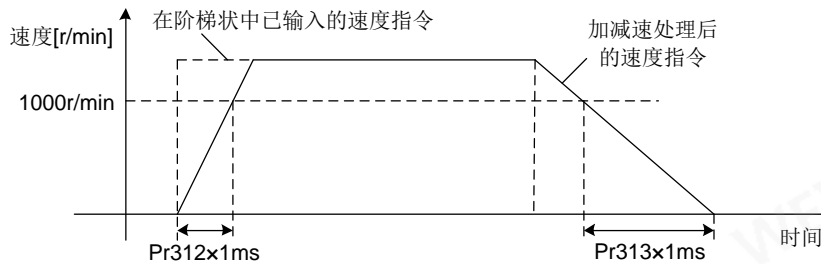 在阶梯状中已输入的速度指令
速度[r/min]
加减速处理后
的速度指令
1000r/min
Pr312×1ms
Pr313×1ms
时间